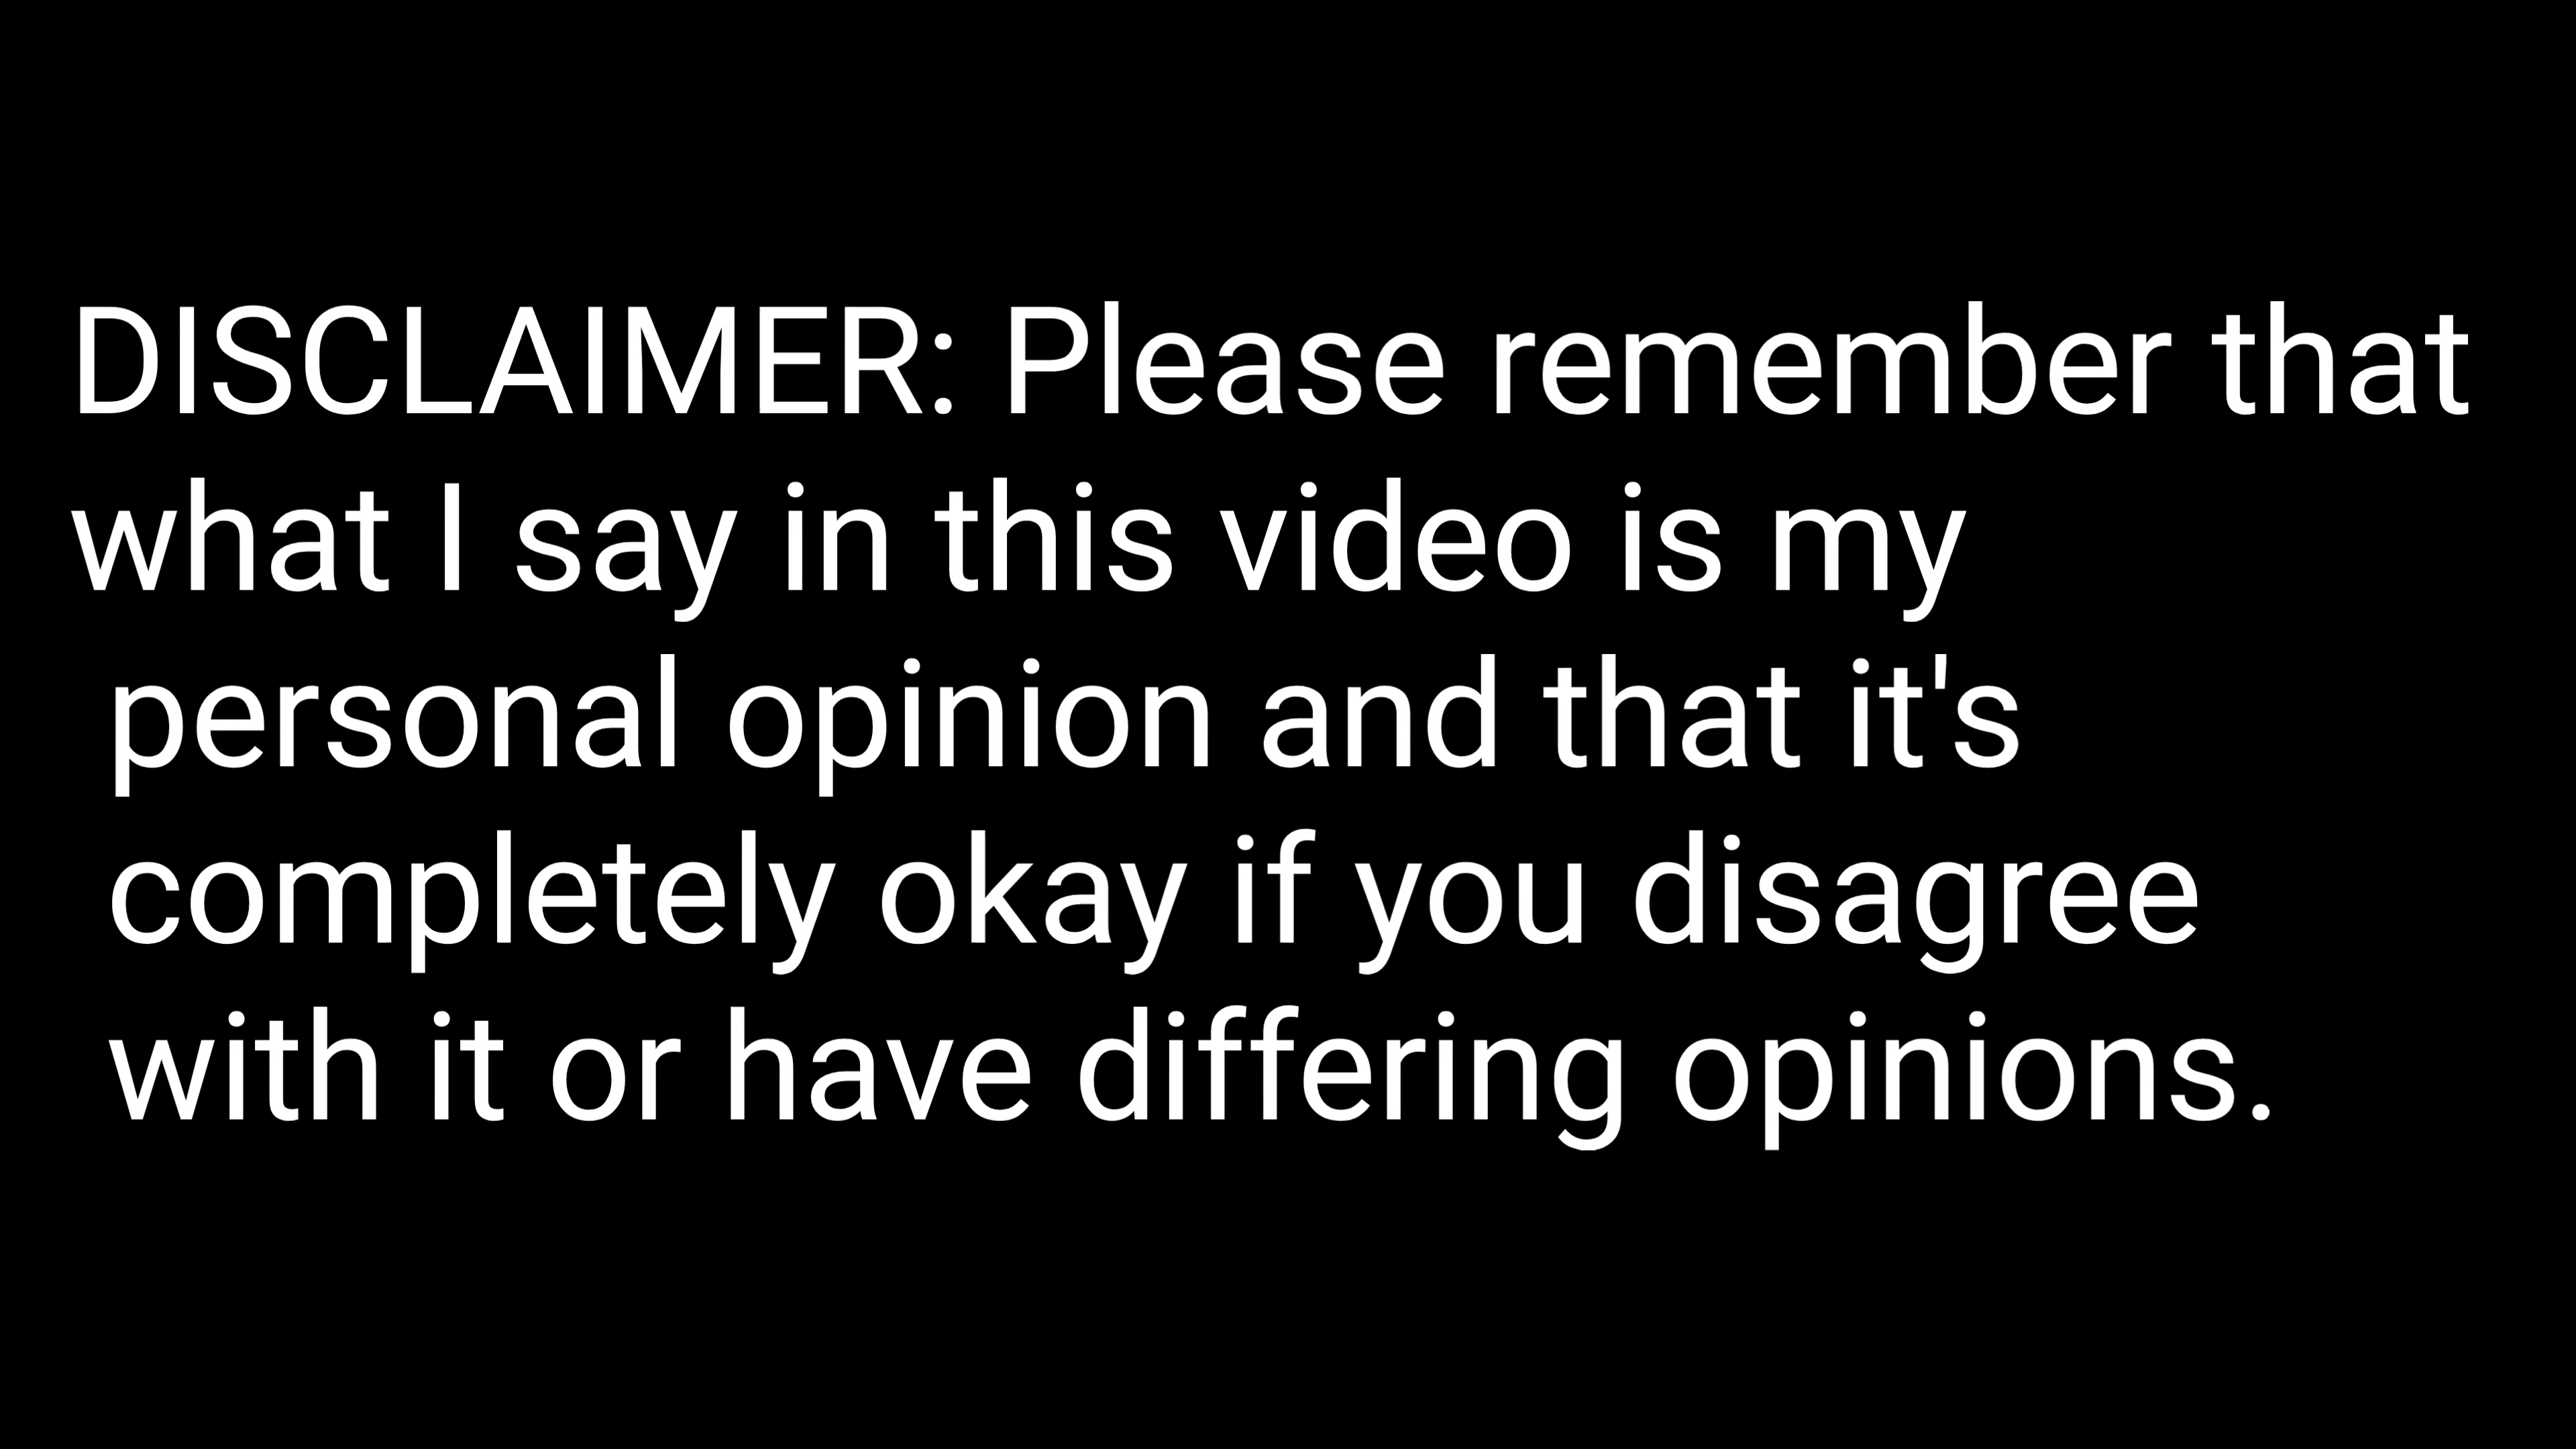 DISCLAIMER: Please remember that
what I say in this video is my
personal opinion and that it's
completely okay if you disagree
with it or have differing opinions.